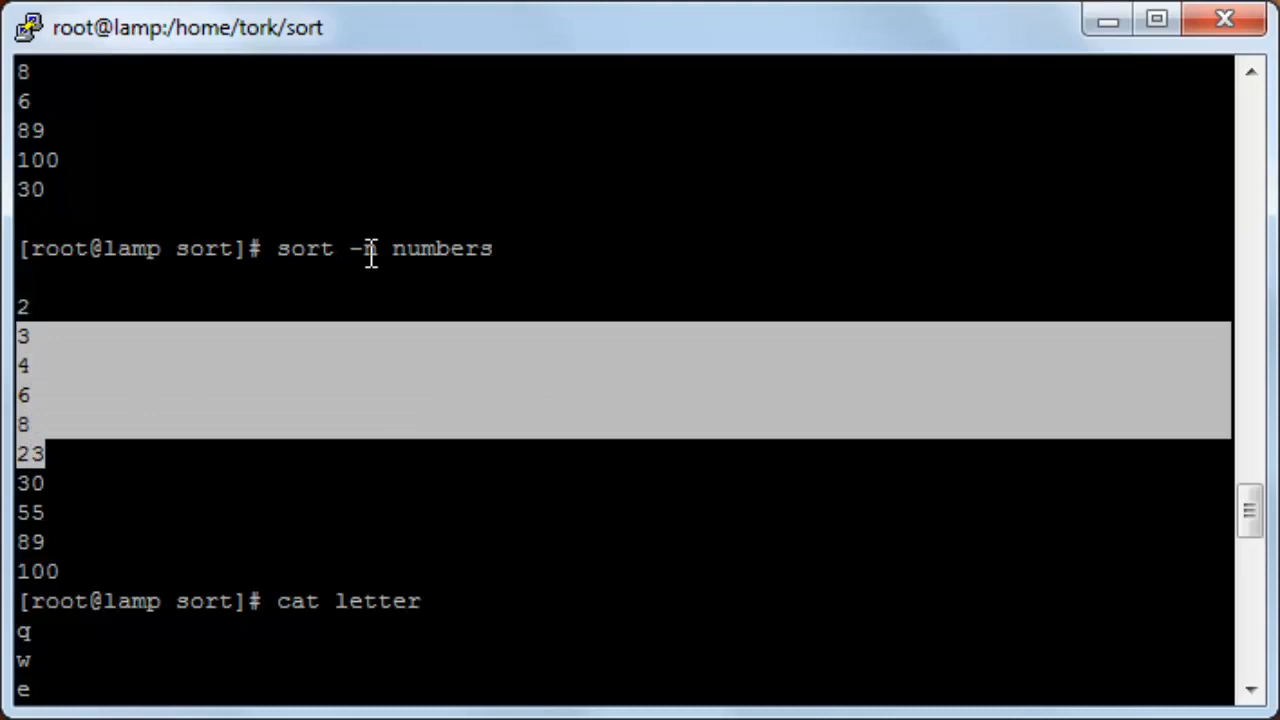 root@lamp:/home/tork/sort
8
6
89
100
30
[root@lamp sort]# sort -n numbers
2
3
4
6
8
23
30
55
89
100
[root@lamp sort]# cat letter
q
w
e